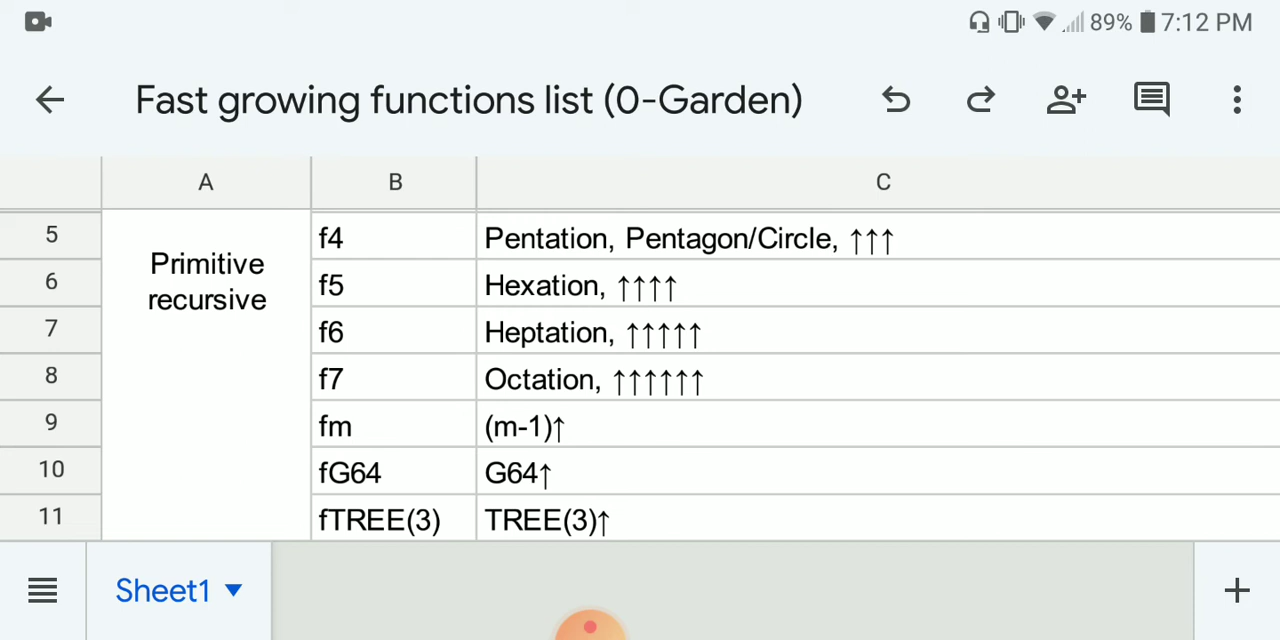 89% 7:12 PM
Fast growing functions list (0-Garden)
A B C
5 f4 Pentation, Pentagon/Circle, ↑↑↑
Primitive
recursive
6 f5 Hexation, ↑↑↑↑
7 f6 Heptation, ↑↑↑↑↑
8 f7 Octation, ↑↑↑↑↑↑
9 fm (m-1)↑
10 fG64 G64↑
11 fTREE(3) TREE(3)↑
Sheet1